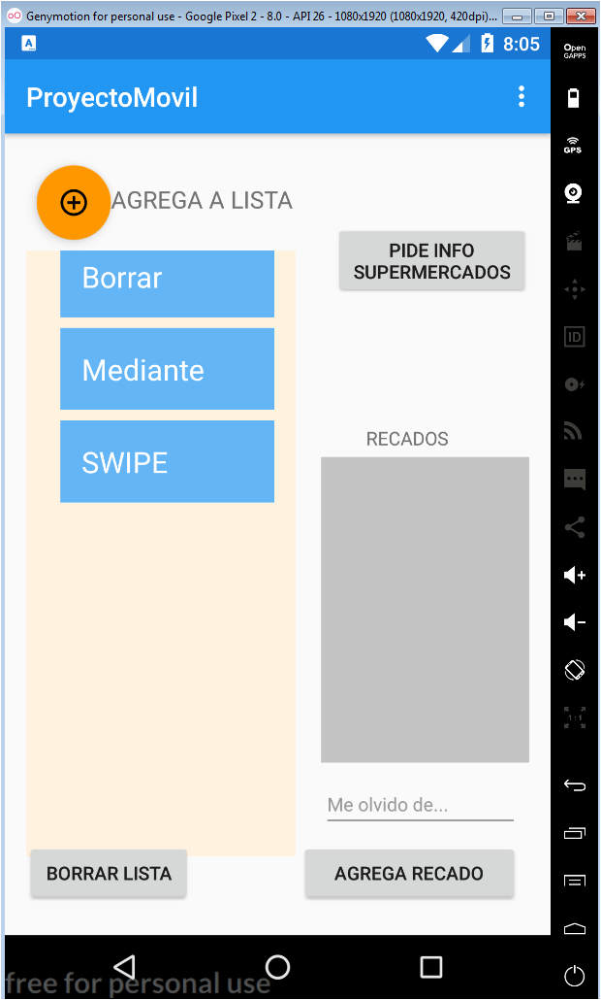 Genymotion for personal use - Google Pixel 2 - 8.0 - API 26 - 1080x1920 (1080x1920, 420dpi)...
A
8:05
Open
GAPPS
ProyectoMovil
GPS
AGREGA A LISTA
PIDE INFO
SUPERMERCADOS
Borrar
ID
Mediante
RECADOS
SWIPE
1:1
Me olvido de...
BORRAR LISTA
AGREGA RECADO
free for personal use